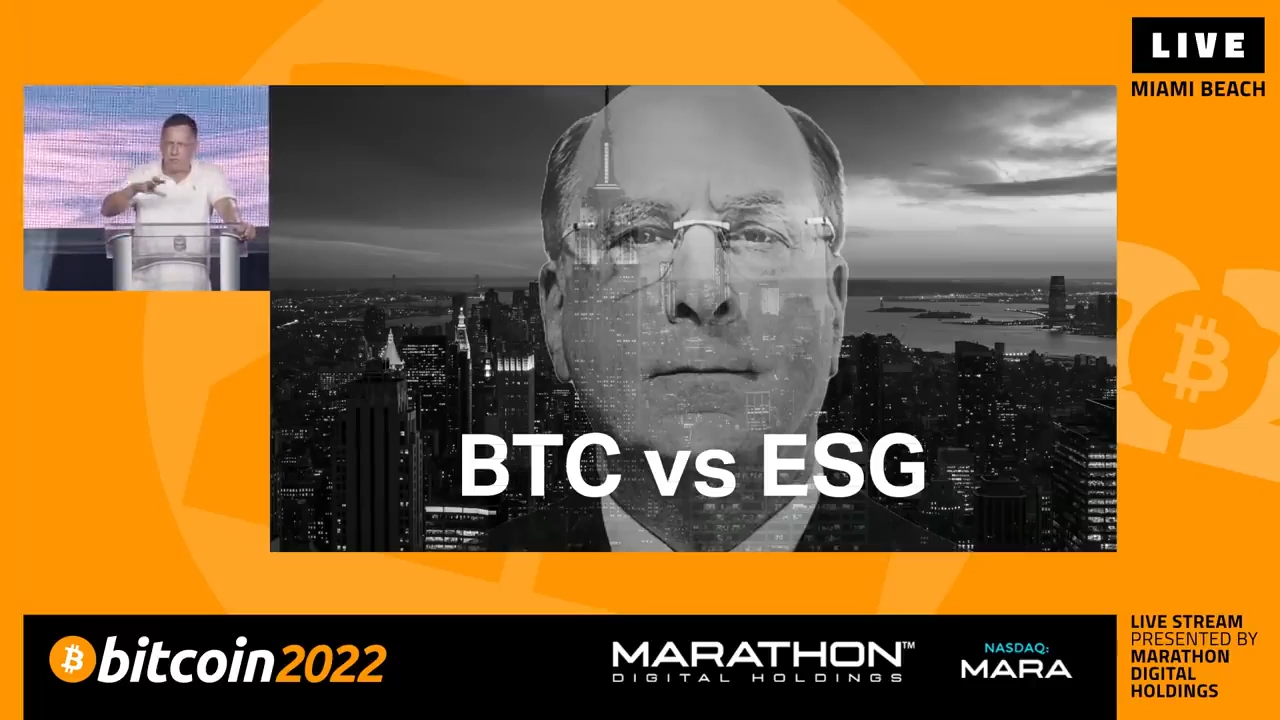 LIVE
MIAMI BEACH
BTC vs ESG
bitcoin2022
MARATHON™
DIGITAL HOLDINGS
NASDAQ:
MARA
LIVE STREAM
PRESENTED BY
MARATHON
DIGITAL
HOLDINGS